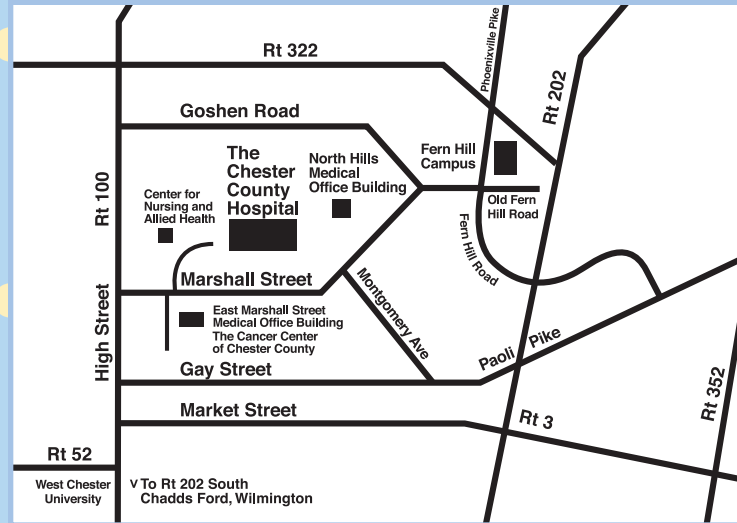 Rt 322
Phoenixville Pike
Rt 202
Goshen Road
The
Chester
County
Hospital
North Hills
Medical
Office Building
Fern Hill
Campus
Rt 100
Center for
Nursing and
Allied Health
Old Fern
Hill Road
Fern Hill Road
Marshall Street
East Marshall Street
Medical Office Building
The Cancer Center
of Chester County
Montgomery Ave
High Street
Gay Street
Paoli Pike
Market Street
Rt 3
Rt 352
Rt 52
West Chester
University
v To Rt 202 South
Chadds Ford, Wilmington